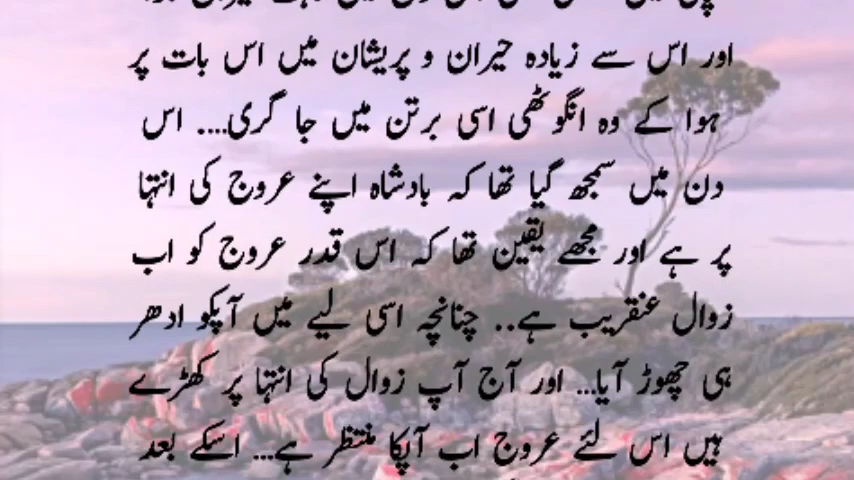 اور اس سے زیادہ حیران و پریشان میں اس بات پر
ہوا کے وہ انگوٹھی اسی برتن میں جا گری.... اس
دن میں سمجھ گیا تھا کہ بادشاہ اپنے عروج کی انتہا
پر ہے اور مجھے یقین تھا کہ اس قدر عروج کو اب
زوال عنقریب ہے.. چنانچہ اسی لیے میں آپکو ادھر
ہی چھوڑ آیا... اور آج آپ زوال کی انتہا پر کھڑے
ہیں اس لئے عروج اب آپکا منتظر ہے... اسکے بعد